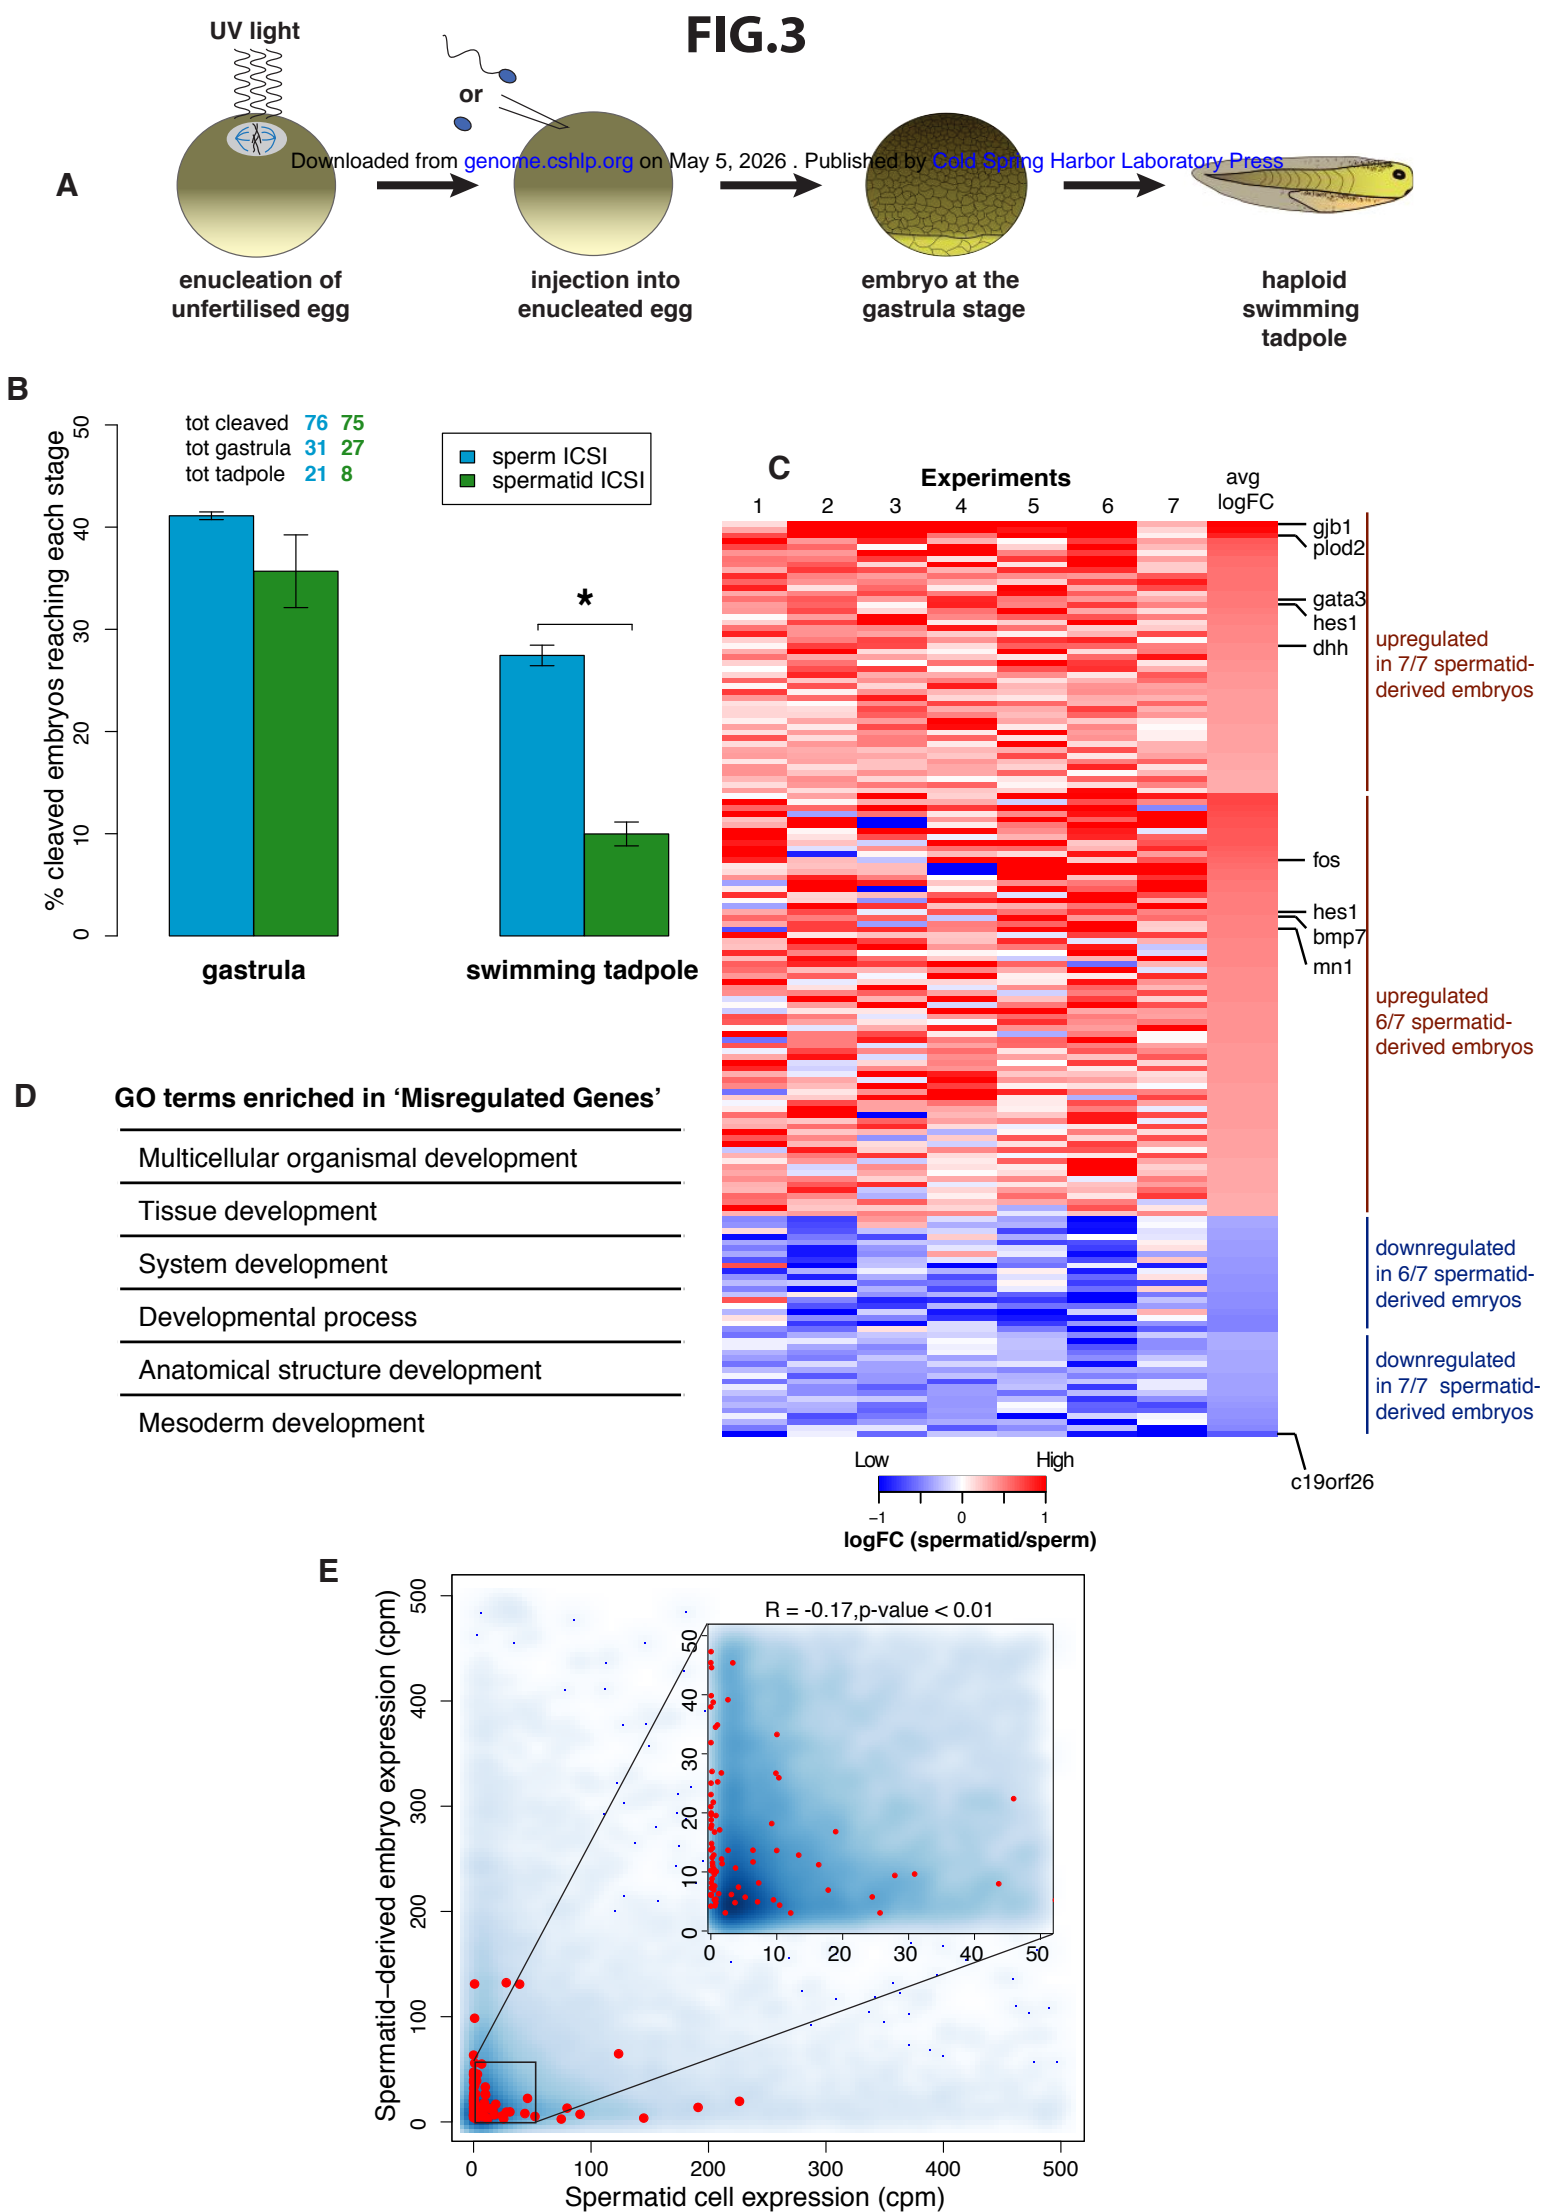 FIG.3
UV light
or
Downloaded from genome.cshlp.org on May 5, 2026 . Published by Cold Spring Harbor Laboratory Press
A
enucleation of
unfertilised egg
injection into
enucleated egg
embryo at the
gastrula stage
haploid
swimming
tadpole
B
% cleaved embryos reaching each stage
50
40
30
20
10
0
tot cleaved 76 75
tot gastrula 31 27
tot tadpole 21 8
sperm ICSI
spermatid ICSI
*
gastrula
swimming tadpole
C
Experiments
avg
logFC
1 2 3 4 5 6 7
gjb1
plod2
gata3
hes1
dhh
upregulated
in 7/7 spermatid-
derived embryos
fos
hes1
bmp7
mn1
upregulated
6/7 spermatid-
derived embryos
downregulated
in 6/7 spermatid-
derived emryos
downregulated
in 7/7 spermatid-
derived embryos
c19orf26
Low High
−1 0 1
logFC (spermatid/sperm)
D
GO terms enriched in ‘Misregulated Genes’
Multicellular organismal development
Tissue development
System development
Developmental process
Anatomical structure development
Mesoderm development
E
Spermatid−derived embryo expression (cpm)
500
400
300
200
100
0
R = -0.17,p-value < 0.01
50
40
30
20
10
0
0 10 20 30 40 50
0 100 200 300 400 500
Spermatid cell expression (cpm)